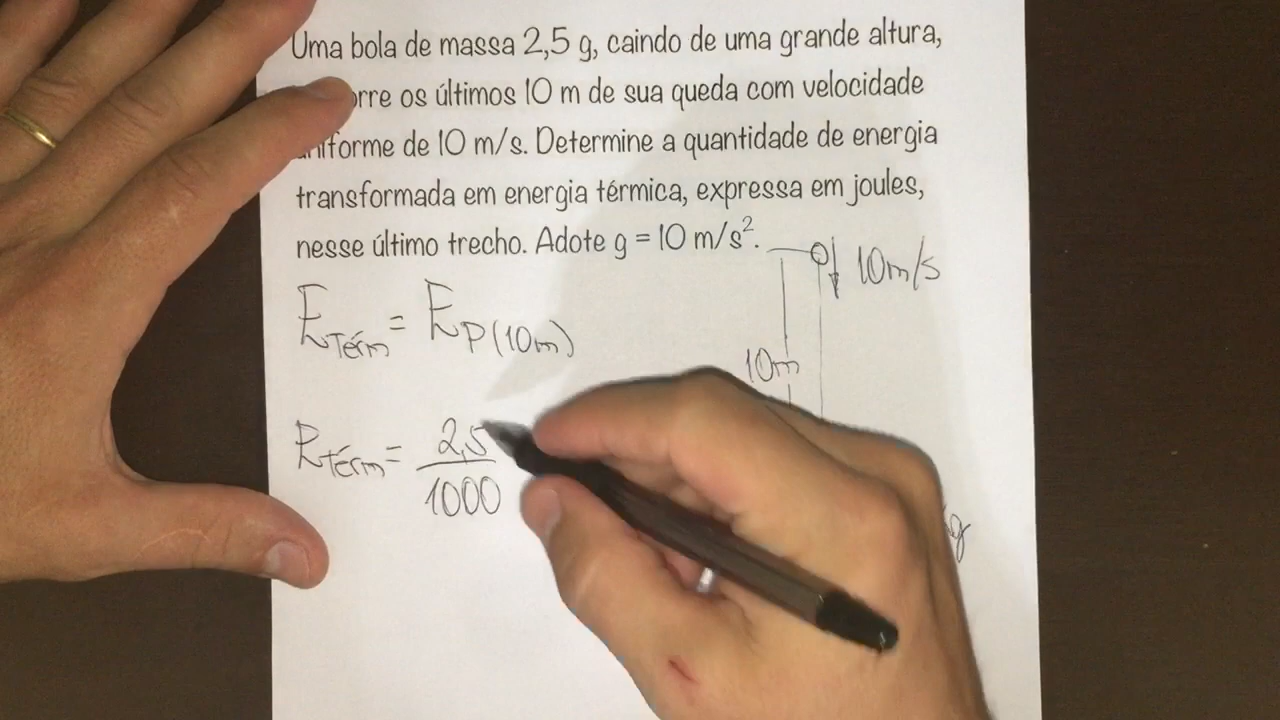 Uma bola de massa 2,5 g, caindo de uma grande altura,
os últimos 10 m de sua queda com velocidade
de 10 m/s. Determine a quantidade de energia
transformada em energia térmica, expressa em joules,
nesse último trecho. Adote g = 10 m/s².
10m/s
E Térm = E P(10m)
10m
E Térm = 2,5
1000